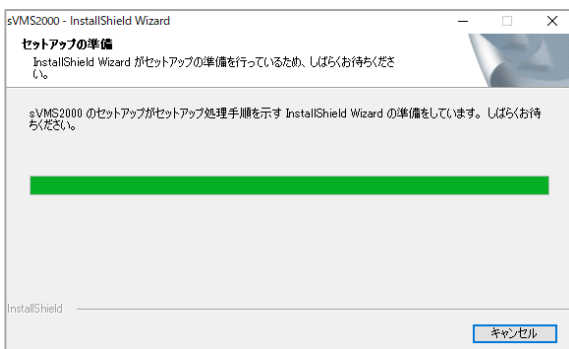 sVMS2000 - InstallShield Wizard
セットアップの準備
InstallShield Wizard がセットアップの準備を行っているため、しばらくお待ちくださ
い。
sVMS2000 のセットアップがセットアップ処理手順を示す InstallShield Wizard の準備をしています。しばらくお待
ちください。
InstallShield
キャンセル